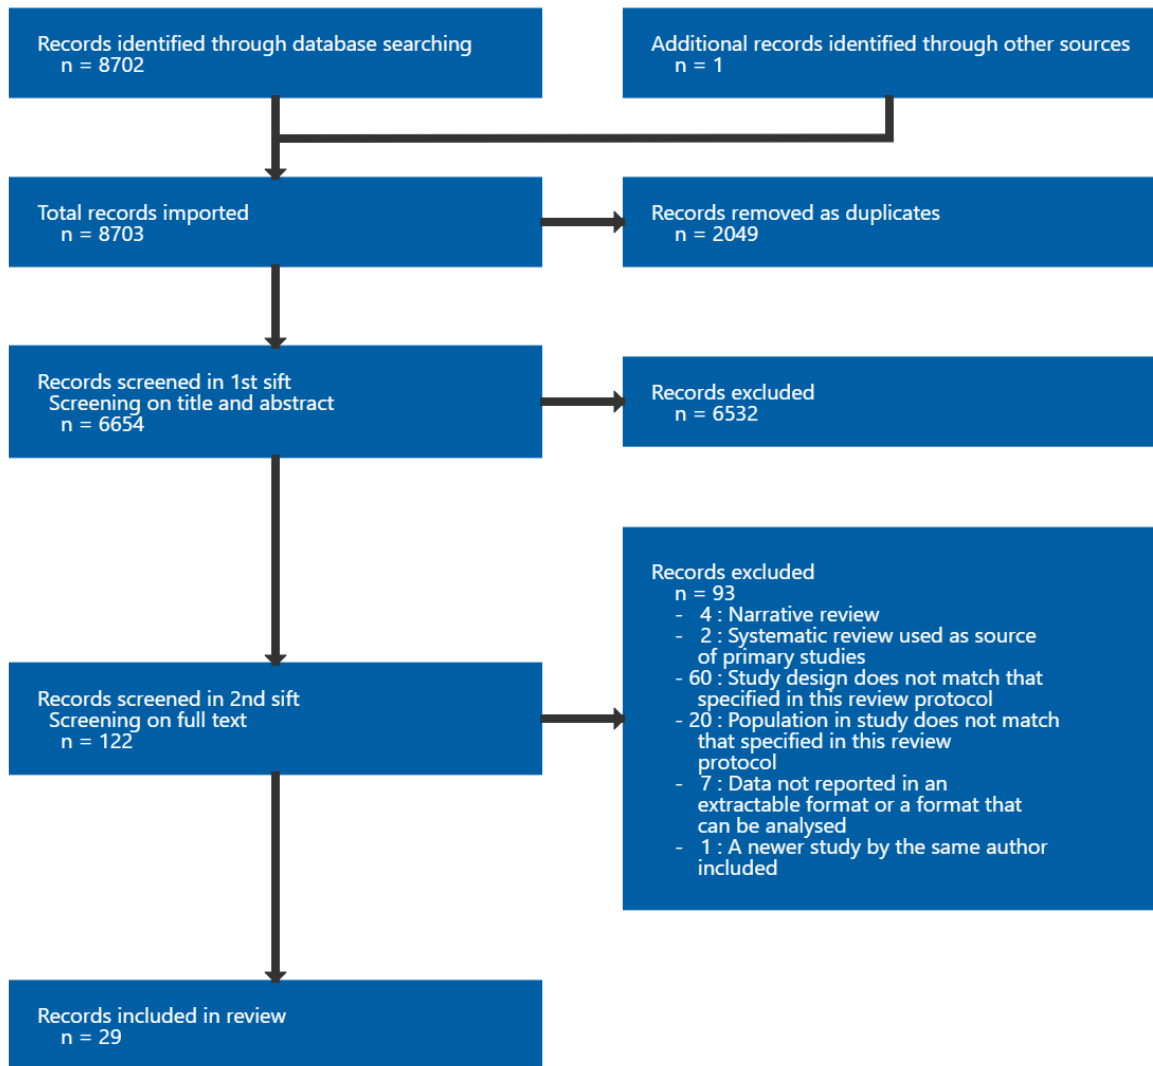 Records identified through database searching
n = 8702
Additional records identified through other sources
n = 1
Total records imported
n = 8703
Records removed as duplicates
n = 2049
Records screened in 1st sift
Screening on title and abstract
n = 6654
Records excluded
n = 6532
Records screened in 2nd sift
Screening on full text
n = 122
Records excluded
n = 93
- 4 : Narrative review
- 2 : Systematic review used as source
of primary studies
- 60 : Study design does not match that
specified in this review protocol
- 20 : Population in study does not match
that specified in this review
protocol
- 7 : Data not reported in an
extractable format or a format that
can be analysed
- 1 : A newer study by the same author
included
Records included in review
n = 29